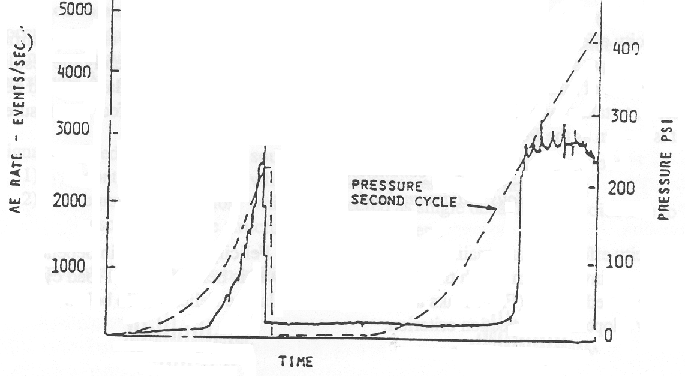 5000
4000
3000
2000
1000
AE RATE - EVENTS/SEC
PRESSURE
SECOND CYCLE
400
300
200
100
0
PRESSURE PSI
TIME